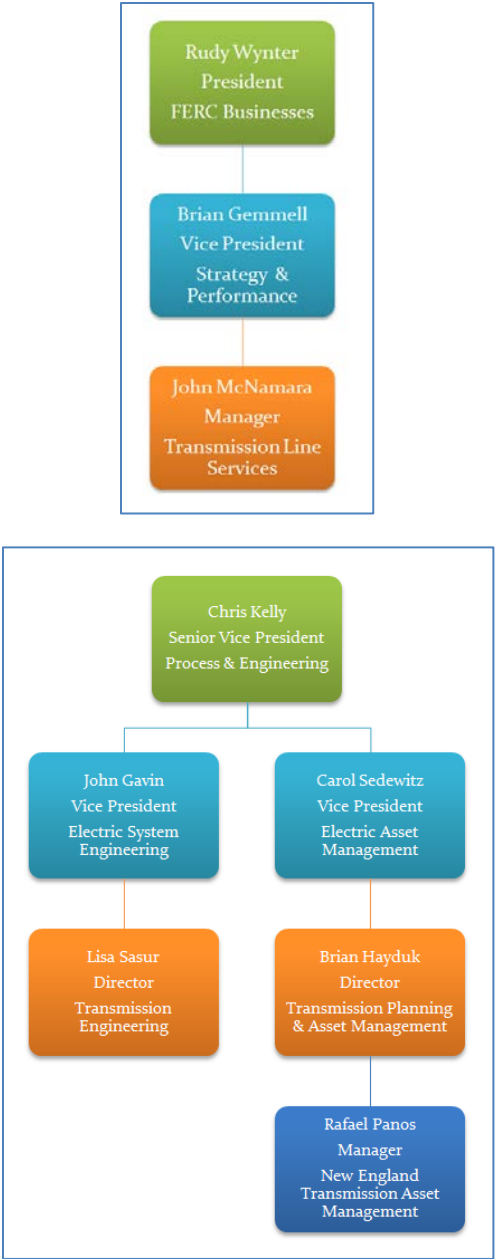 Rudy Wynter
President
FERC Businesses
Brian Gemmell
Vice President
Strategy &
Performance
John McNamara
Manager
Transmission Line
Services
Chris Kelly
Senior Vice President
Process & Engineering
John Gavin
Vice President
Electric System
Engineering
Carol Sedewitz
Vice President
Electric Asset
Management
Lisa Sasur
Director
Transmission
Engineering
Brian Hayduk
Director
Transmission Planning
& Asset Management
Rafael Panos
Manager
New England
Transmission Asset
Management